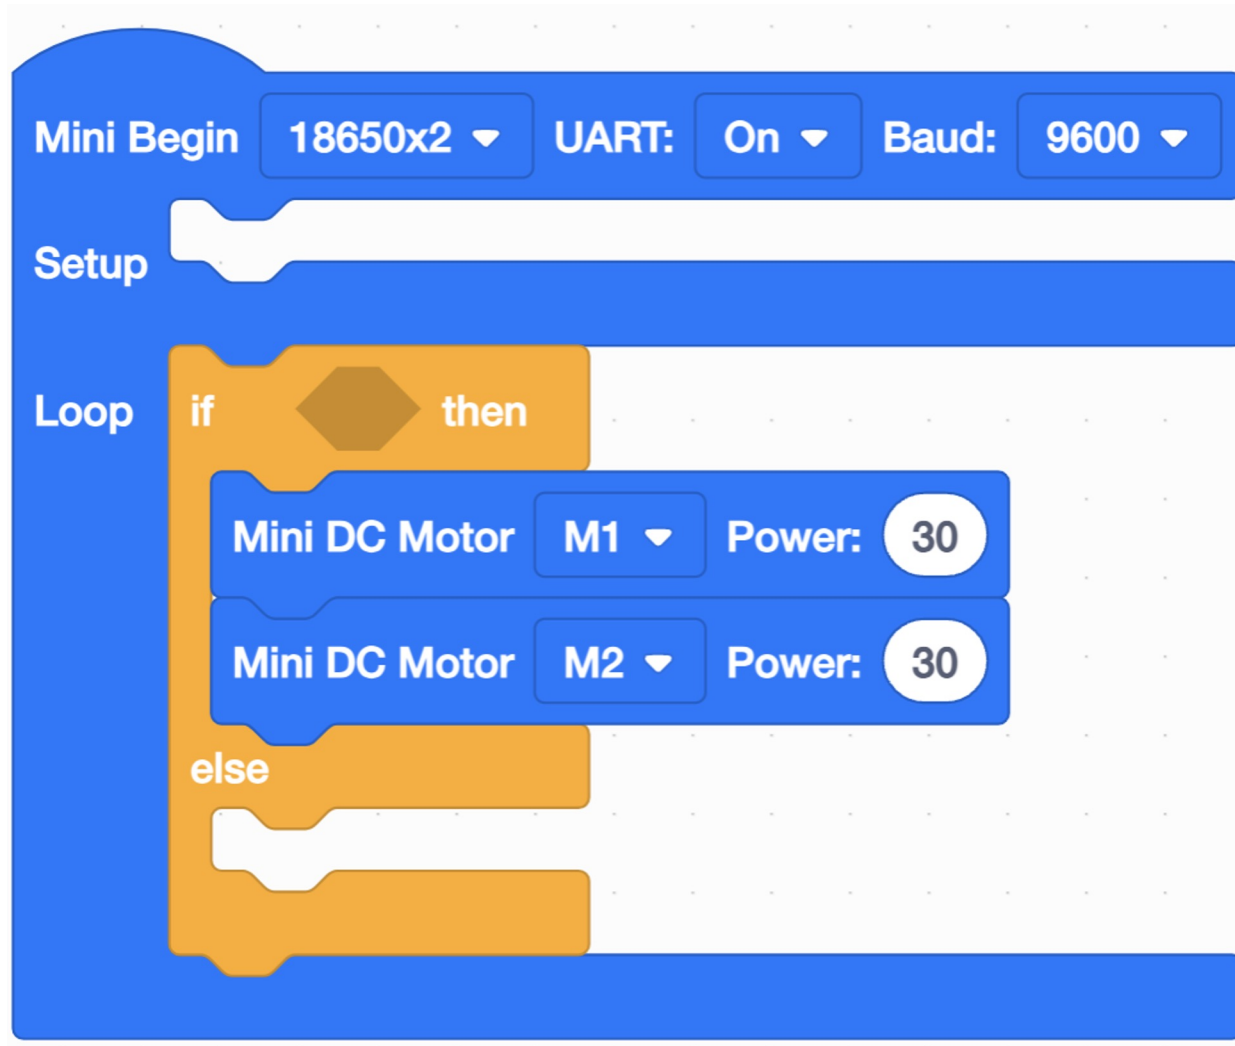 Mini Begin 18650x2 UART: On Baud: 9600
Setup
Loop if then
Mini DC Motor M1 Power: 30
Mini DC Motor M2 Power: 30
else